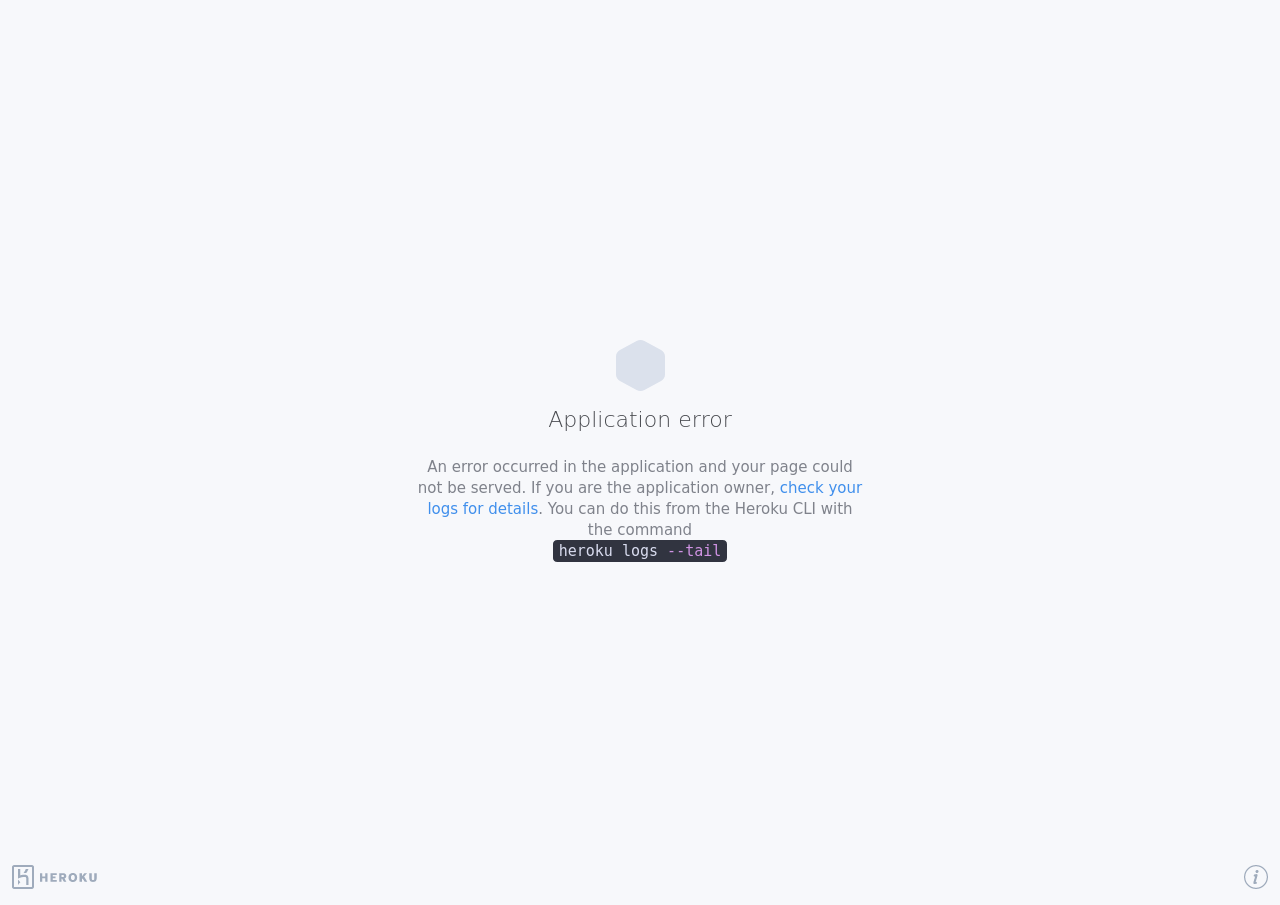 Application error
An error occurred in the application and your page could
not be served. If you are the application owner, check your
logs for details. You can do this from the Heroku CLI with
the command
heroku logs --tail
HEROKU
i